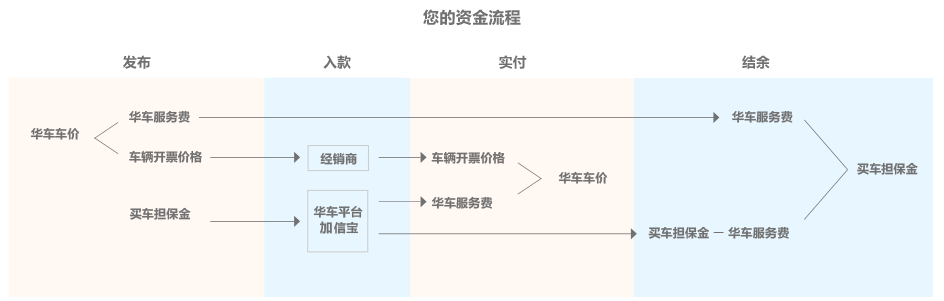 您的资金流程
发布 入款 实付 结余
华车服务费 华车服务费
华车车价
车辆开票价格 经销商 车辆开票价格
买车担保金
华车车价
华车服务费
买车担保金 华车平台
加信宝
买车担保金 — 华车服务费